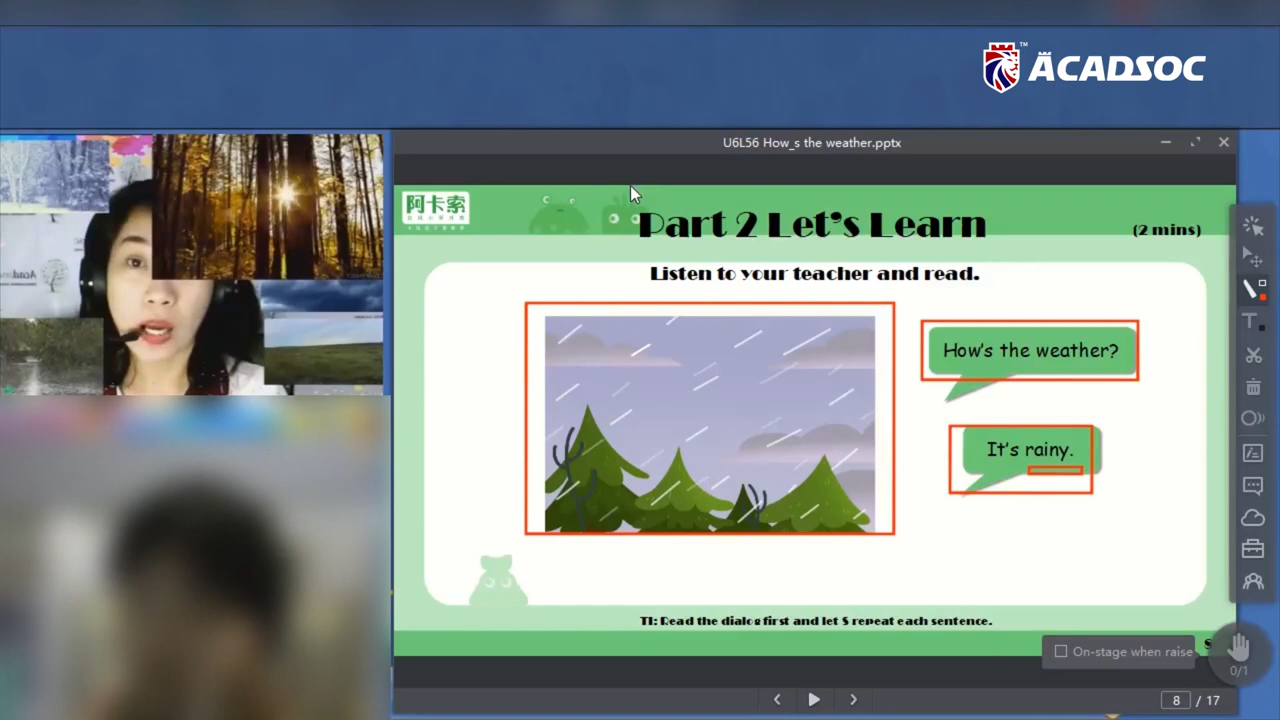 ACADSOC
TM
U6L56 How_s the weather.pptx
阿卡索
Part 2 Let's Learn
(2 mins)
Listen to your teacher and read.
How's the weather?
It's rainy.
T1: Read the dialog first and let S repeat each sentence.
On-stage when raise
0/1
8 / 17